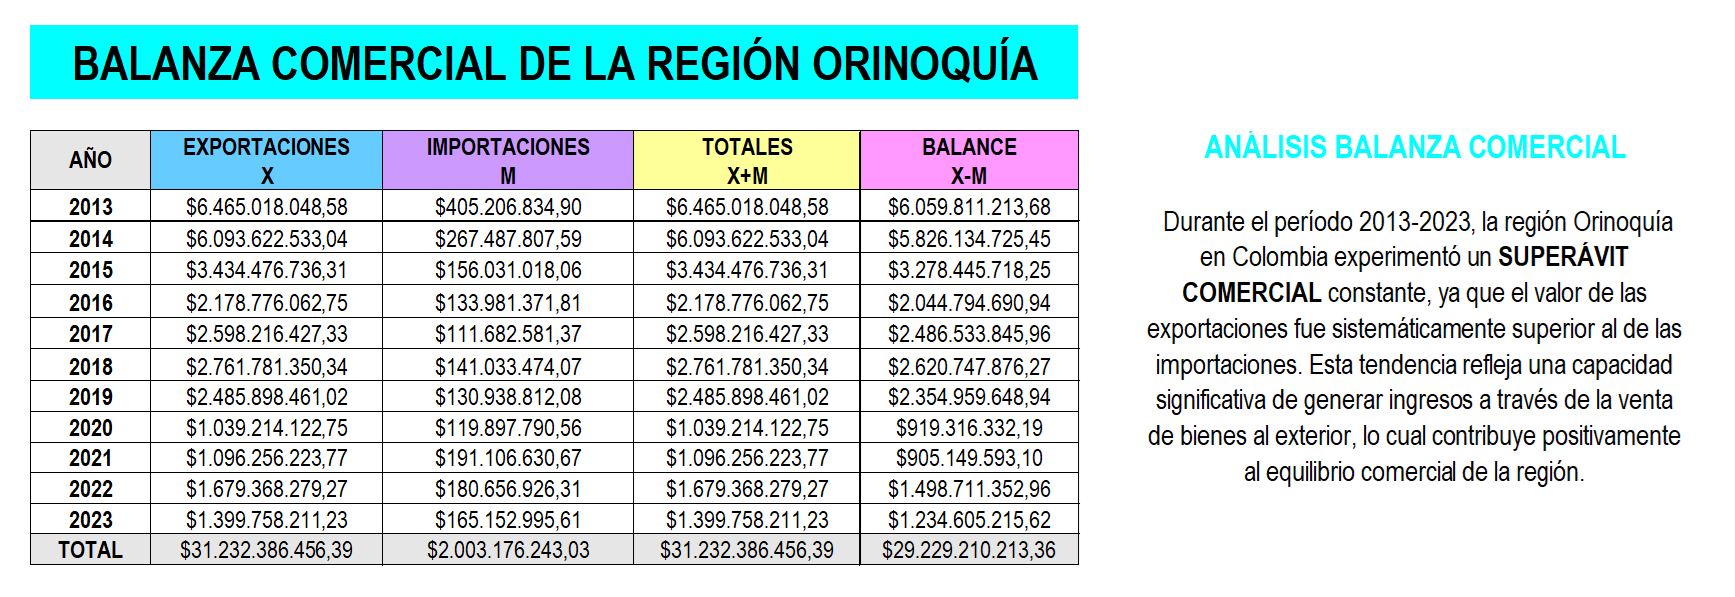 BALANZA COMERCIAL DE LA REGIÓN ORINOQUÍA
AÑO EXPORTACIONES X IMPORTACIONES M TOTALES X+M BALANCE X-M
2013 $6.465.018.048,58 $405.206.834,90 $6.465.018.048,58 $6.059.811.213,68
2014 $6.093.622.533,04 $267.487.807,59 $6.093.622.533,04 $5.826.134.725,45
2015 $3.434.476.736,31 $156.031.018,06 $3.434.476.736,31 $3.278.445.718,25
2016 $2.178.776.062,75 $133.981.371,81 $2.178.776.062,75 $2.044.794.690,94
2017 $2.598.216.427,33 $111.682.581,37 $2.598.216.427,33 $2.486.533.845,96
2018 $2.761.781.350,34 $141.033.474,07 $2.761.781.350,34 $2.620.747.876,27
2019 $2.485.898.461,02 $130.938.812,08 $2.485.898.461,02 $2.354.959.648,94
2020 $1.039.214.122,75 $119.897.790,56 $1.039.214.122,75 $919.316.332,19
2021 $1.096.256.223,77 $191.106.630,67 $1.096.256.223,77 $905.149.593,10
2022 $1.679.368.279,27 $180.656.926,31 $1.679.368.279,27 $1.498.711.352,96
2023 $1.399.758.211,23 $165.152.995,61 $1.399.758.211,23 $1.234.605.215,62
TOTAL $31.232.386.456,39 $2.003.176.243,03 $31.232.386.456,39 $29.229.210.213,36
ANÁLISIS BALANZA COMERCIAL
Durante el período 2013-2023, la región Orinoquía
en Colombia experimentó un SUPERÁVIT
COMERCIAL constante, ya que el valor de las
exportaciones fue sistemáticamente superior al de las
importaciones. Esta tendencia refleja una capacidad
significativa de generar ingresos a través de la venta
de bienes al exterior, lo cual contribuye positivamente
al equilibrio comercial de la región.